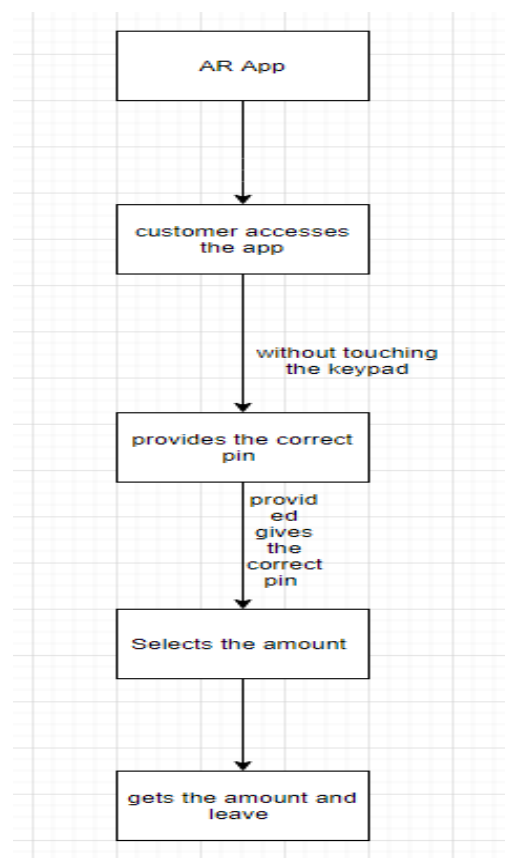 AR App
customer accesses
the app
without touching
the keypad
provides the correct
pin
provid
ed
gives
the
correct
pin
Selects the amount
gets the amount and
leave